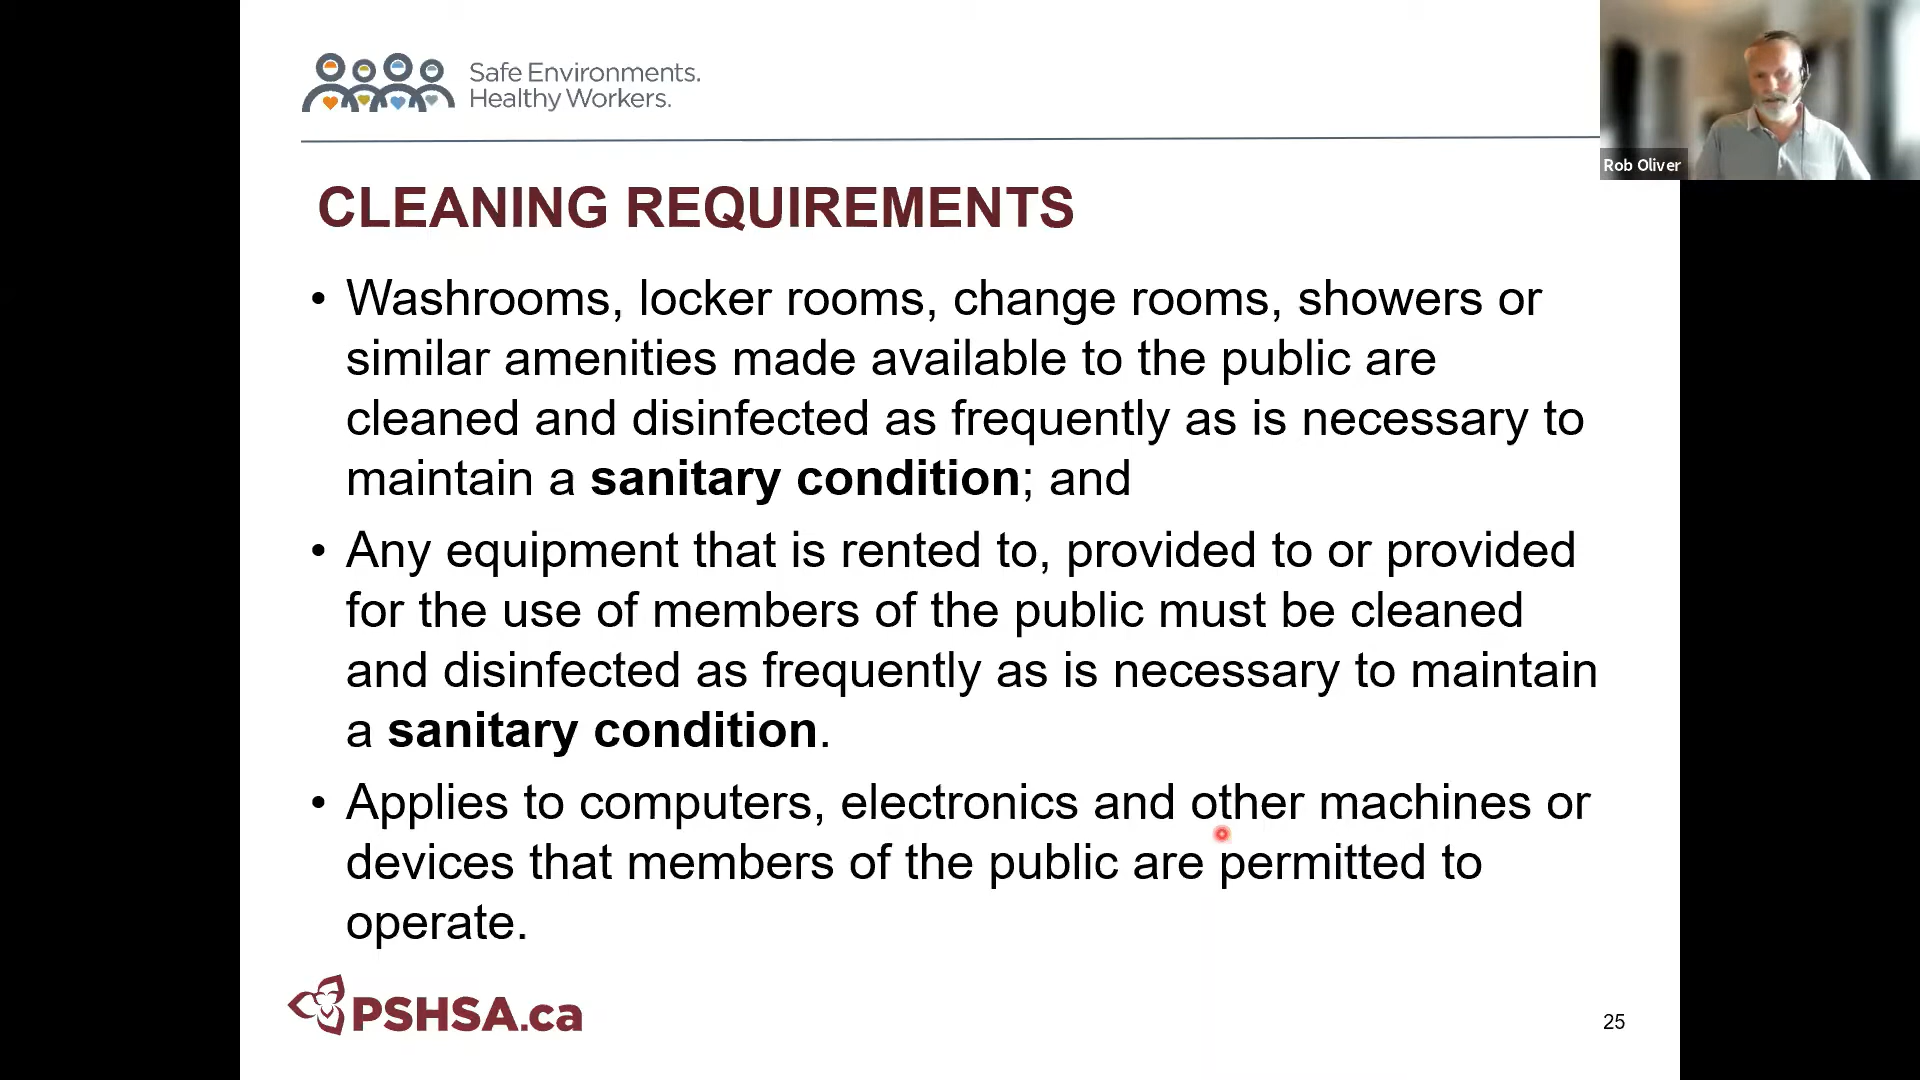 Safe Environments.
Healthy Workers.
Rob Oliver
CLEANING REQUIREMENTS
• Washrooms, locker rooms, change rooms, showers or
similar amenities made available to the public are
cleaned and disinfected as frequently as is necessary to
maintain a sanitary condition; and
• Any equipment that is rented to, provided to or provided
for the use of members of the public must be cleaned
and disinfected as frequently as is necessary to maintain
a sanitary condition.
• Applies to computers, electronics and other machines or
devices that members of the public are permitted to
operate.
PSHSA.ca
25